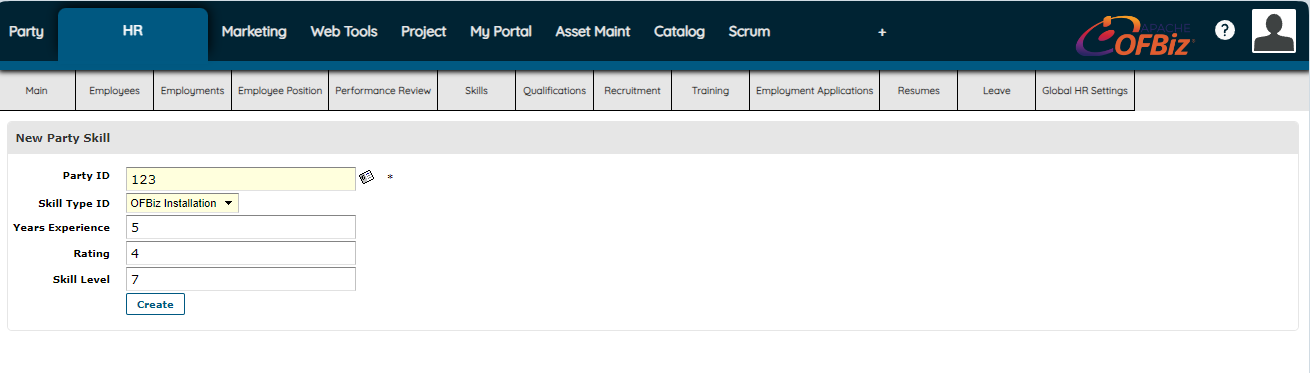 Party HR Marketing Web Tools Project My Portal Asset Maint Catalog Scrum + APACHE OFBiz ?
Main Employees Employments Employee Position Performance Review Skills Qualifications Recruitment Training Employment Applications Resumes Leave Global HR Settings
New Party Skill
Party ID 123 *
Skill Type ID OFBiz Installation
Years Experience 5
Rating 4
Skill Level 7
Create